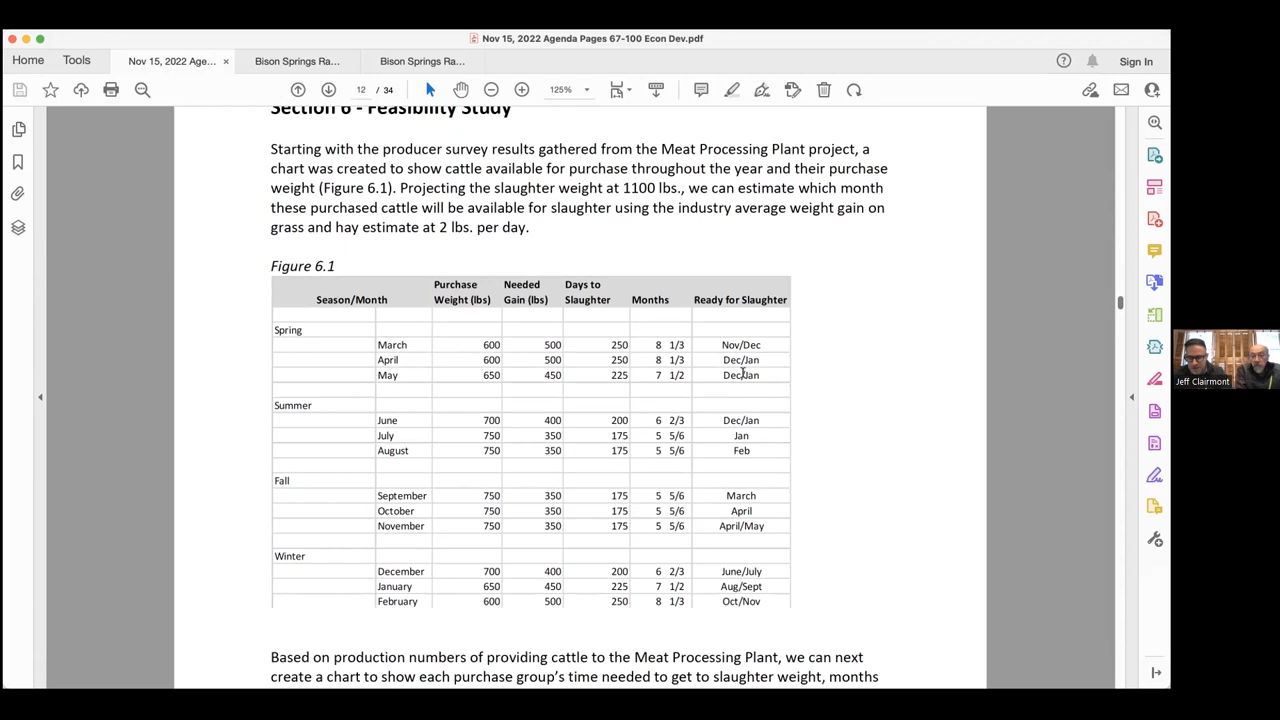 Nov 15, 2022 Agenda Pages 67-100 Econ Dev.pdf
Home Tools Nov 15, 2022 Age... × Bison Springs Ra... Bison Springs Ra... Sign In
12 / 34 125%
Section 6 - Feasibility Study
Starting with the producer survey results gathered from the Meat Processing Plant project, a
chart was created to show cattle available for purchase throughout the year and their purchase
weight (Figure 6.1). Projecting the slaughter weight at 1100 lbs., we can estimate which month
these purchased cattle will be available for slaughter using the industry average weight gain on
grass and hay estimate at 2 lbs. per day.
Figure 6.1
Season/Month Purchase Weight (lbs) Needed Gain (lbs) Days to Slaughter Months Ready for Slaughter
Spring
March 600 500 250 8 1/3 Nov/Dec
April 600 500 250 8 1/3 Dec/Jan
May 650 450 225 7 1/2 Dec/Jan
Summer
June 700 400 200 6 2/3 Dec/Jan
July 750 350 175 5 5/6 Jan
August 750 350 175 5 5/6 Feb
Fall
September 750 350 175 5 5/6 March
October 750 350 175 5 5/6 April
November 750 350 175 5 5/6 April/May
Winter
December 700 400 200 6 2/3 June/July
January 650 450 225 7 1/2 Aug/Sept
February 600 500 250 8 1/3 Oct/Nov
Based on production numbers of providing cattle to the Meat Processing Plant, we can next
create a chart to show each purchase group's time needed to get to slaughter weight, months
Jeff Clairmont